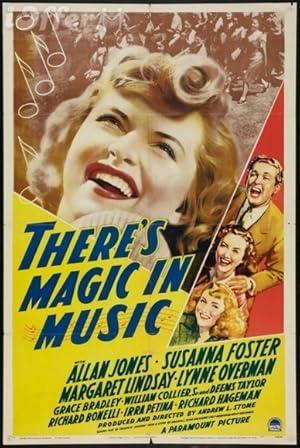 iOffer
THERE'S
MAGIC IN
MUSIC
WITH
ALLAN JONES · SUSANNA FOSTER
MARGARET LINDSAY · LYNNE OVERMAN
GRACE BRADLEY · WILLIAM COLLIER, Sr. AND DEEMS TAYLOR
RICHARD BONELLI · IRRA PETINA · RICHARD HAGEMAN
PRODUCED AND DIRECTED BY ANDREW L. STONE
A PARAMOUNT PICTURE